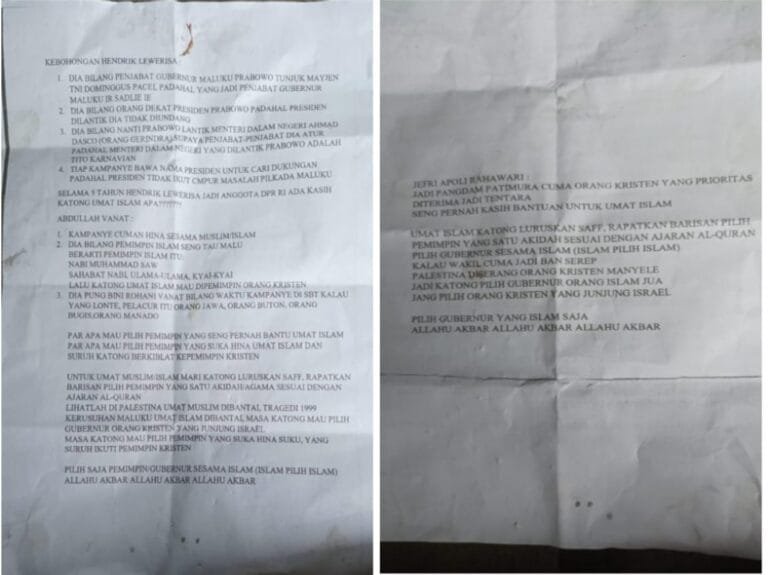 KEBOHONGAN HENDRIK LEWERISA
1. DIA BILANG PENJABAT GUBERNUR MALUKU PRABOWO TUNJUK MAYJEN
TNI DOMINGGUS PACEL PADAHAL YANG JADI PENJABAT GUBERNUR
MALUKU IR SADLIE IE
2. DIA BILANG ORANG DEKAT PRESIDEN PRABOWO PADAHAL PRESIDEN
DILANTIK DIA TIDAK DIUNDANG
3. DIA BILANG NANTI PRABOWO LANTIK MENTERI DALAM NEGERI AHMAD
DASCO (ORANG GERINDRA) SUPAYA PENJABAT-PENJABAT DIA ATUR
PADAHAL MENTERI DALAM NEGERI YANG DILANTIK PRABOWO ADALAH
TITO KARNAVIAN
4. TIAP KAMPANYE BAWA NAMA PRESIDEN UNTUK CARI DUKUNGAN
PADAHAL PRESIDEN TIDAK IKUT CMPUR MASALAH PILKADA MALUKU
SELAMA 5 TAHUN HENDRIK LEWERISA JADI ANGGOTA DPR RI ADA KASIH
KATONG UMAT ISLAM APA???????
ABDULLAH VANAT :
1. KAMPANYE CUMAN HINA SESAMA MUSLIM/ISLAM
2. DIA BILANG PEMIMPIN ISLAM SENG TAU MALU
BERAKTI PEMIMPIN ISLAM ITU:
NABI MUHAMMAD SAW
SAHABAT NABI, ULAMA-ULAMA, KYAI-KYAI
LALU KATONG UMAT ISLAM MAU DIPEMIMPIN ORANG KRISTEN
3. DIA PUNG BINI ROHANI VANAT BILANG WAKTU KAMPANYE DI SBT KALAU
YANG LONTE, PELACUR ITU ORANG JAWA, ORANG BUTON, ORANG
BUGIS,ORANG MANADO
PAR APA MAU PILIH PEMIMPIN YANG SENG PERNAH BANTU UMAT ISLAM
PAR APA MAU PILIH PEMIMPIN YANG SUKA HINA UMAT ISLAM DAN
SURUH KATONG BERKIBLAT KEPEMIMPIN KRISTEN
UNTUK UMAT MUSLIM/ISLAM MARI KATONG LURUSKAN SAFF, RAPATKAN
BARISAN PILIH PEMIMPIN YANG SATU AKIDAH/AGAMA SESUAI DENGAN
AJARAN AL-QURAN
LIHATLAH DI PALESTINA UMAT MUSLIM DIBANTAI, TRAGEDI 1999
KERUSUHAN MALUKU UMAT ISLAM DIBANTAI, MASA KATONG MAU PILIH
GUBERNUR ORANG KRISTEN YANG JUNJUNG ISRAEL
MASA KATONG MAU PILIH PEMIMPIN YANG SUKA HINA SUKU, YANG
SURUH IKUTI PEMIMPIN KRISTEN
PILIH SAJA PEMIMPIN/GUBERNUR SESAMA ISLAM (ISLAM PILIH ISLAM)
ALLAHU AKBAR ALLAHU AKBAR ALLAHU AKBAR
JEFRI APOLI RAHAWARI :
JADI PANGDAM PATIMURA CUMA ORANG KRISTEN YANG PRIORITAS
DITERIMA JADI TENTARA
SENG PERNAH KASIH BANTUAN UNTUK UMAT ISLAM
UMAT ISLAM KATONG LURUSKAN SAFF, RAPATKAN BARISAN PILIH
PEMIMPIN YANG SATU AKIDAH SESUAI DENGAN AJARAN AL-QURAN
PILIH GUBERNUR SESAMA ISLAM (ISLAM PILIH ISLAM)
KALAU WAKIL CUMA JADI BAN SEREP
PALESTINA DISERANG ORANG KRISTEN MANYELE
JADI KATONG PILIH GUBERNUR ORANG ISLAM JUA
JANG PILIH ORANG KRISTEN YANG JUNJUNG ISRAEL
PILIH GUBERNUR YANG ISLAM SAJA
ALLAHU AKBAR ALLAHU AKBAR ALLAHU AKBAR